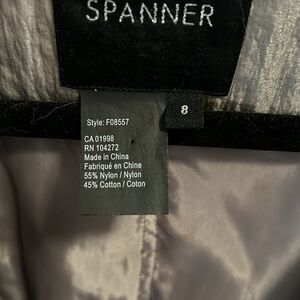 SPANNER
8
Style: F08557
CA 01998
RN 104272
Made in China
Fabriqué en Chine
55% Nylon / Nylon
45% Cotton / Coton